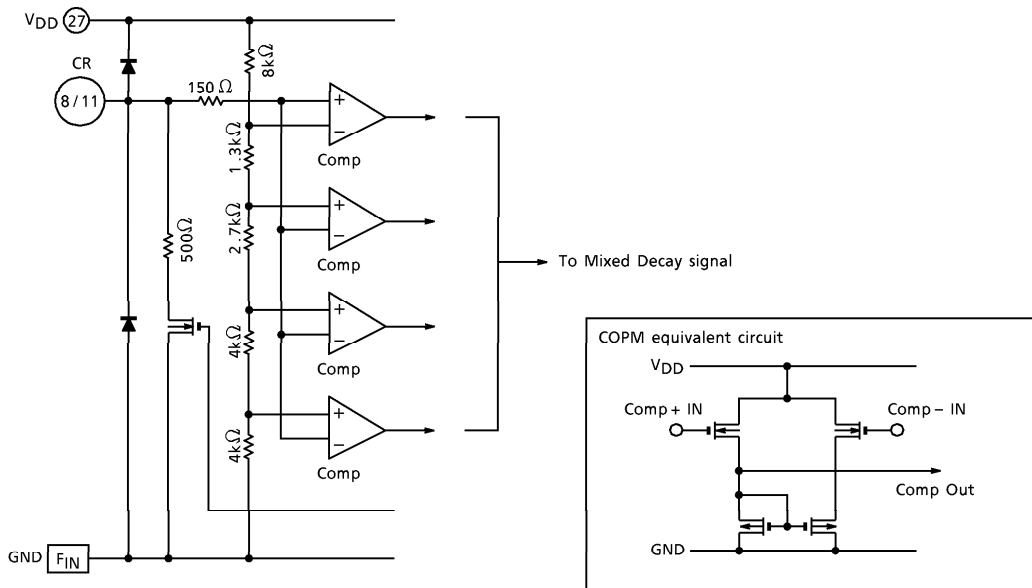 VDD 27
CR
8 / 11
150 Ω
8kΩ
+
−
Comp
1.3kΩ
+
−
Comp
2.7kΩ
500Ω
To Mixed Decay signal
+
−
Comp
4kΩ
+
−
Comp
4kΩ
GND FIN
COPM equivalent circuit
VDD
Comp+ IN
Comp− IN
Comp Out
GND